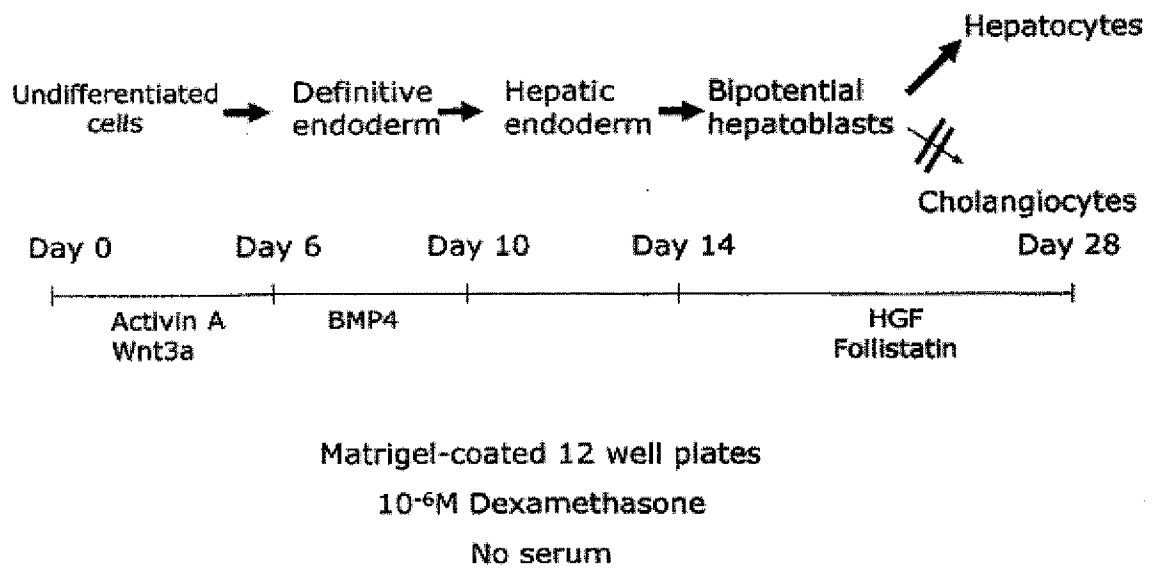 Hepatocytes
Undifferentiated
cells
Definitive
endoderm
Hepatic
endoderm
Bipotential
hepatoblasts
Cholangiocytes
Day 0
Day 6
Day 10
Day 14
Day 28
Activin A
Wnt3a
BMP4
HGF
Follistatin
Matrigel-coated 12 well plates
10-6M Dexamethasone
No serum